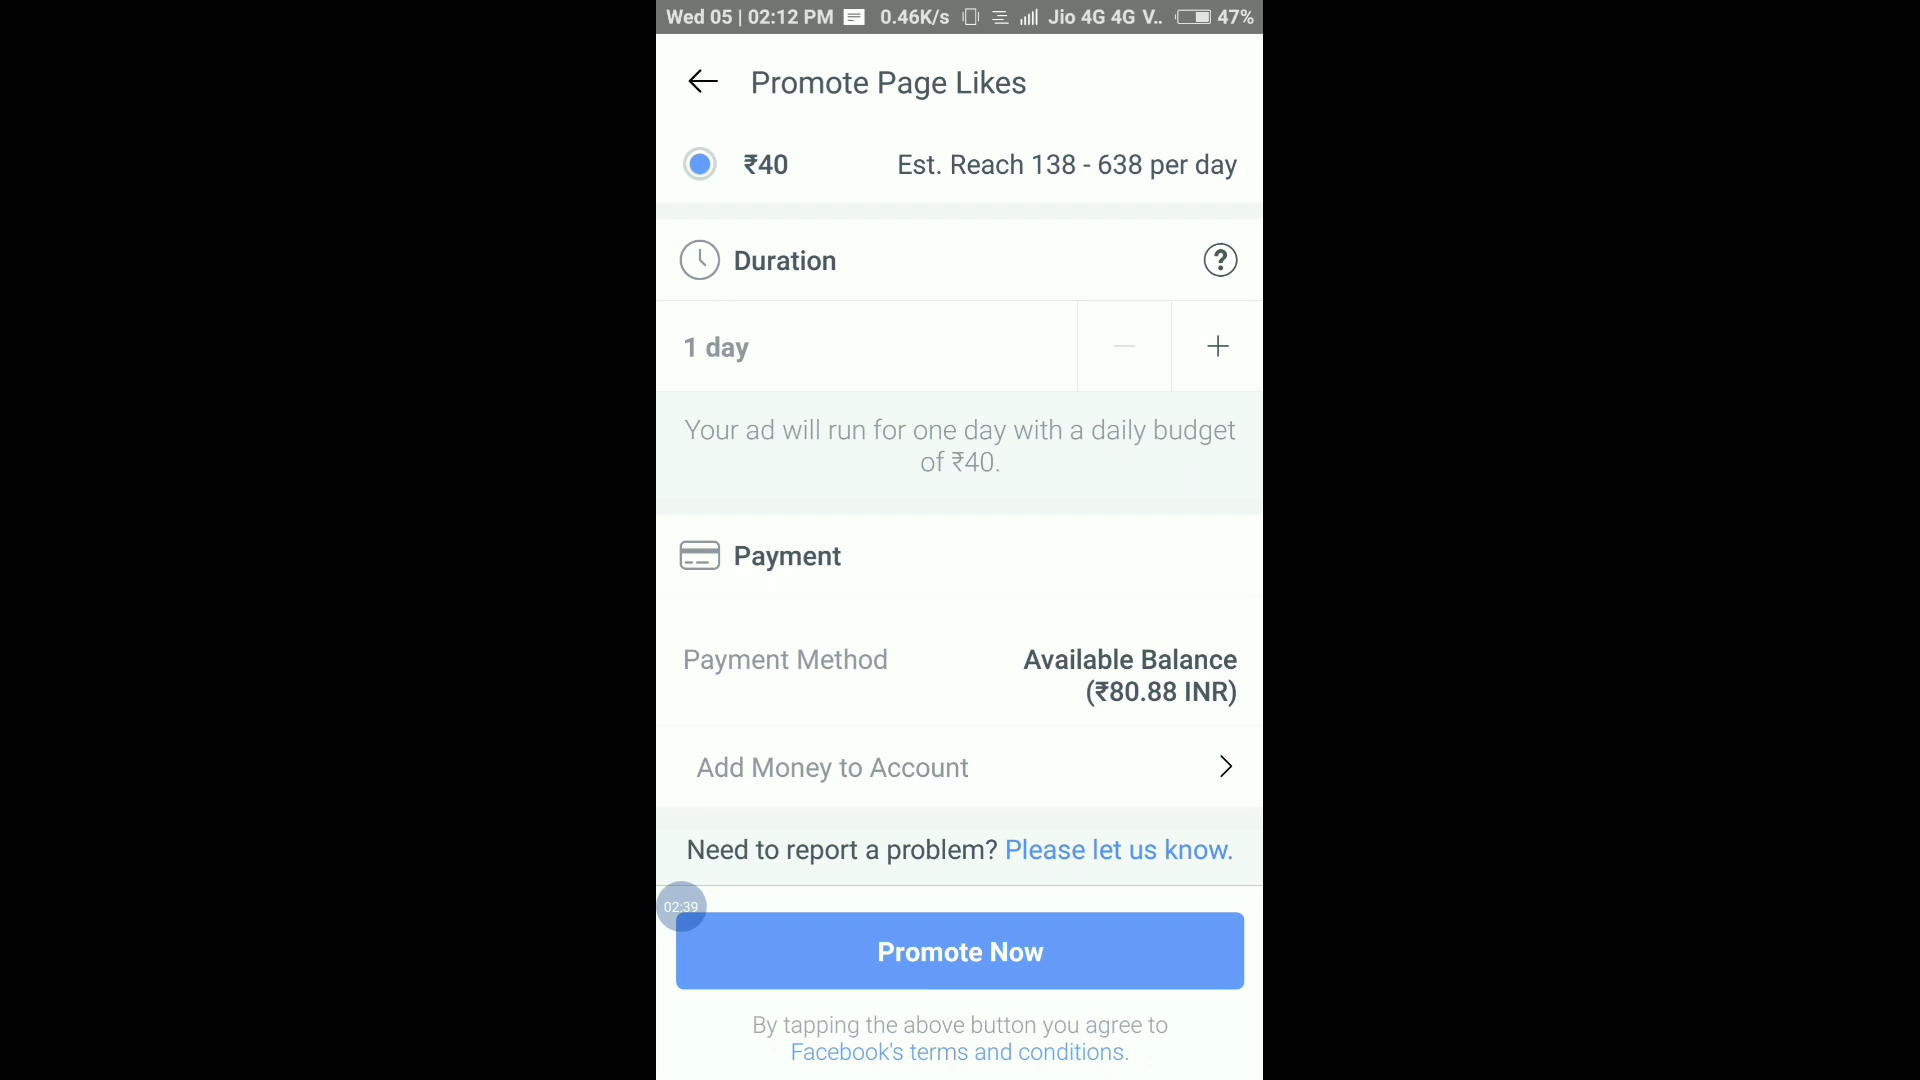 Wed 05 | 02:12 PM 0.46K/s Jio 4G 4G V.. 47%
Promote Page Likes
₹40 Est. Reach 138 - 638 per day
Duration ?
1 day — +
Your ad will run for one day with a daily budget
of ₹40.
Payment
Payment Method Available Balance
(₹80.88 INR)
Add Money to Account
Need to report a problem? Please let us know.
02:39
Promote Now
By tapping the above button you agree to
Facebook's terms and conditions.